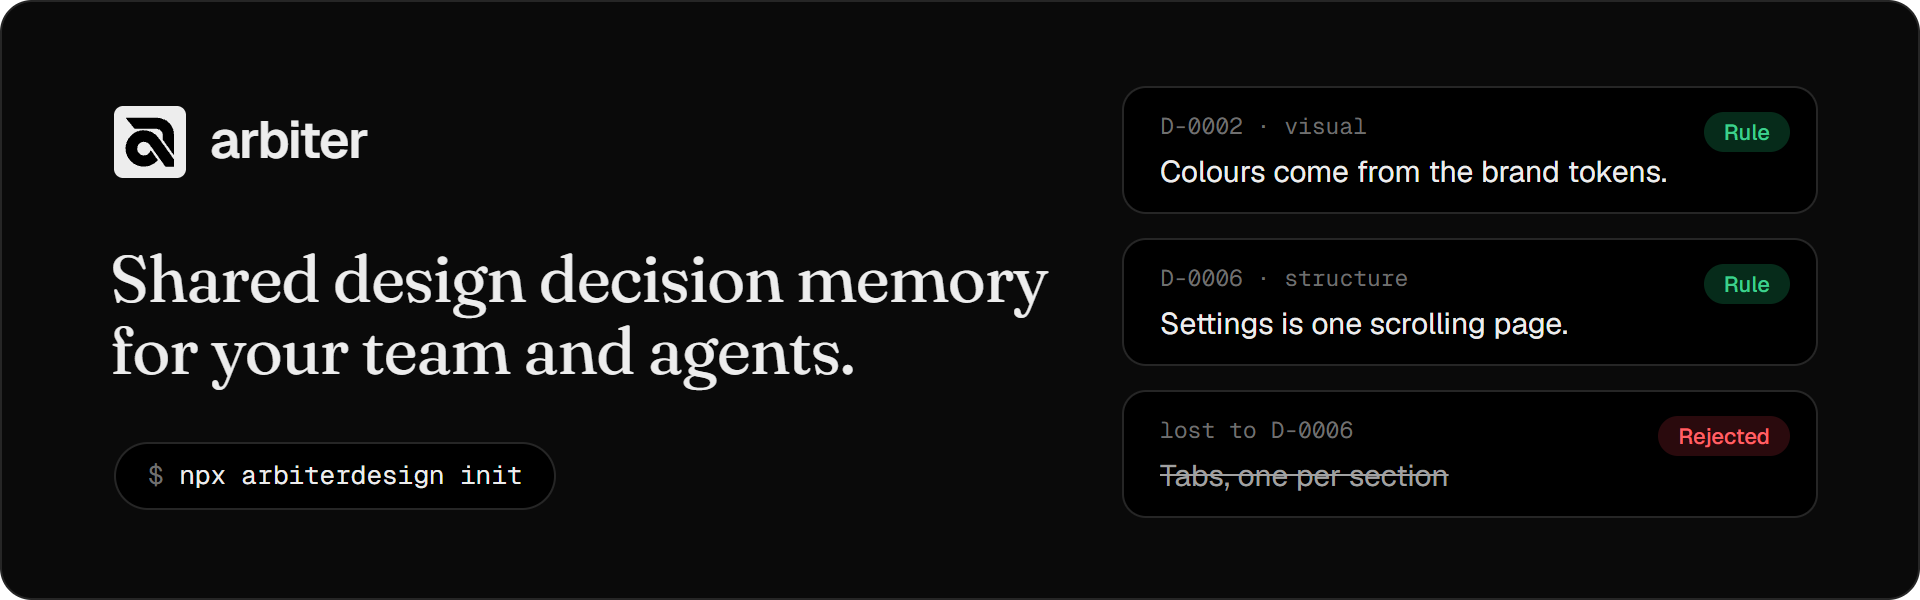 arbiter
Shared design decision memory
for your team and agents.
$ npx arbiterdesign init
D-0002 · visual
Rule
Colours come from the brand tokens.
D-0006 · structure
Rule
Settings is one scrolling page.
lost to D-0006
Rejected
Tabs, one per section